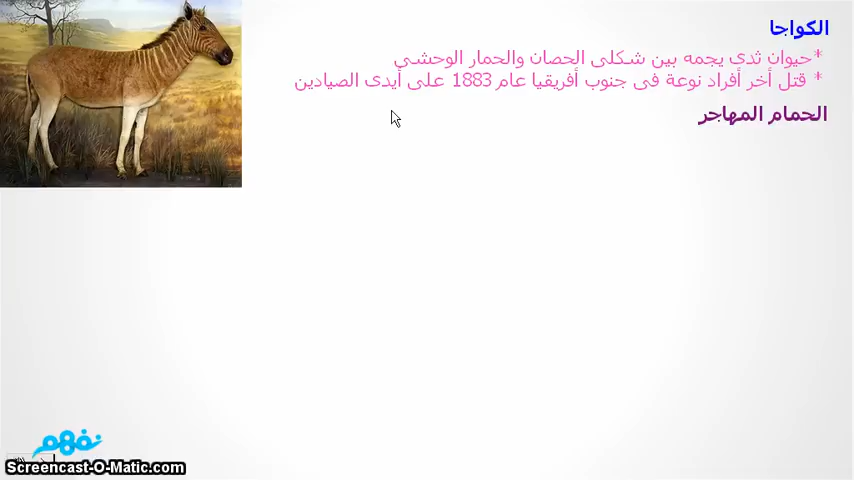 الكواجا
*حيوان ثدى يجمه بين شكلى الحصان والحمار الوحشى
* قتل أخر أفراد نوعة فى جنوب أفريقيا عام 1883 على أيدى الصيادين
الحمام المهاجر
نفهم
Screencast-O-Matic.com